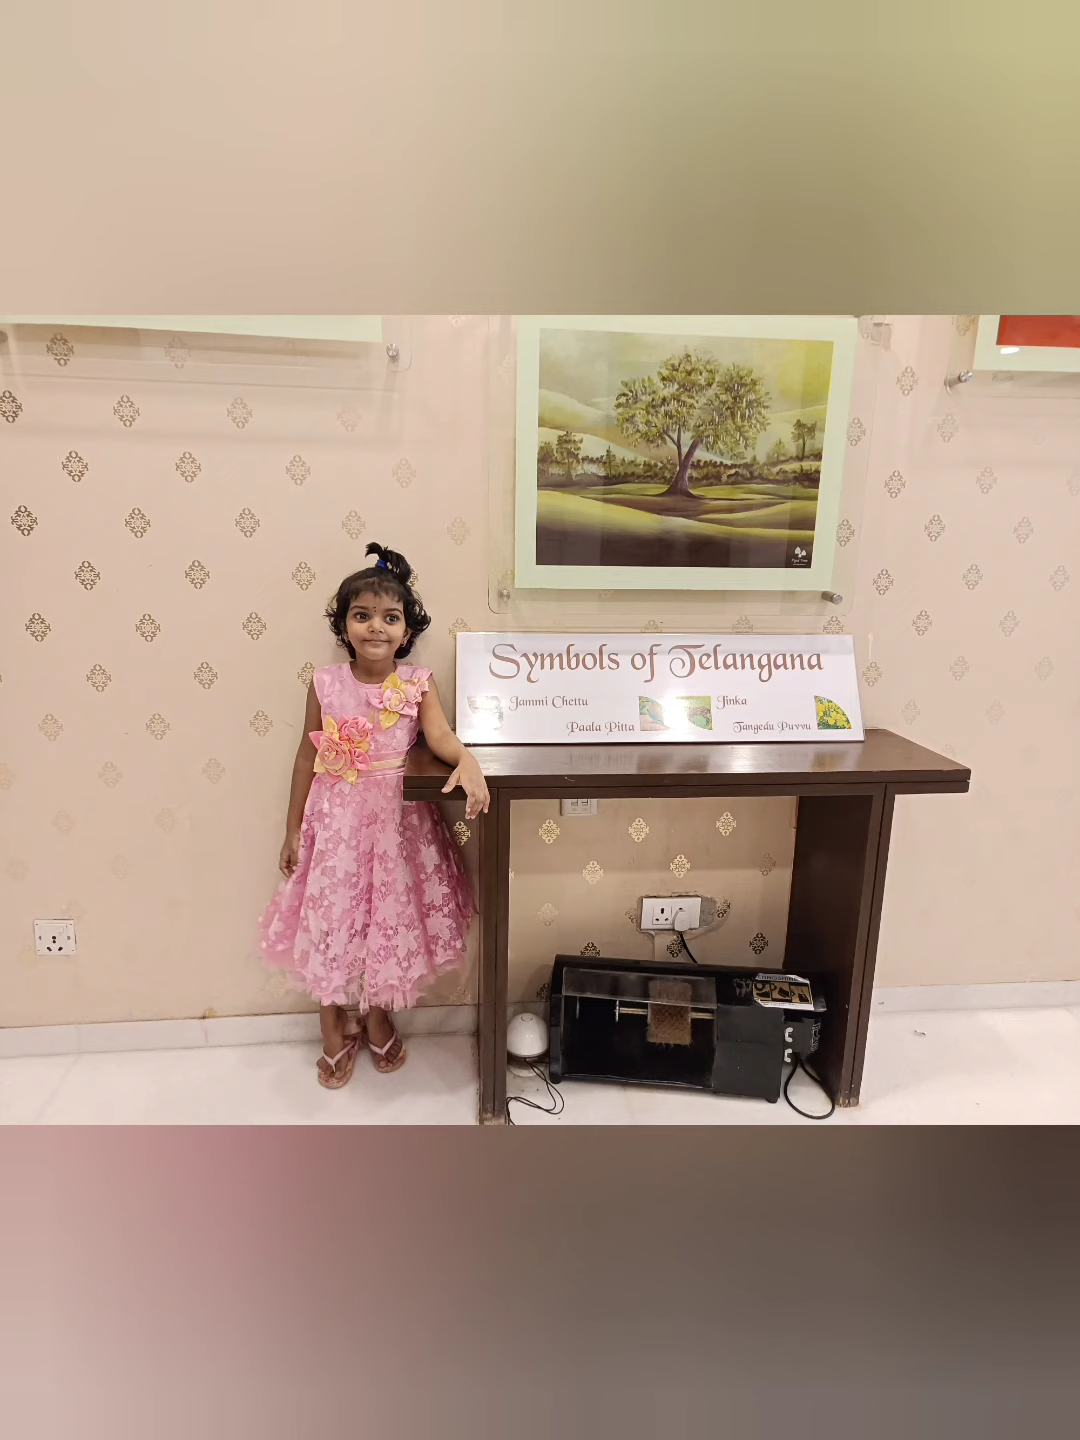 Symbols of Telangana
Jammi Chettu
Jinka
Paala Pitta
Tangedu Puvvu